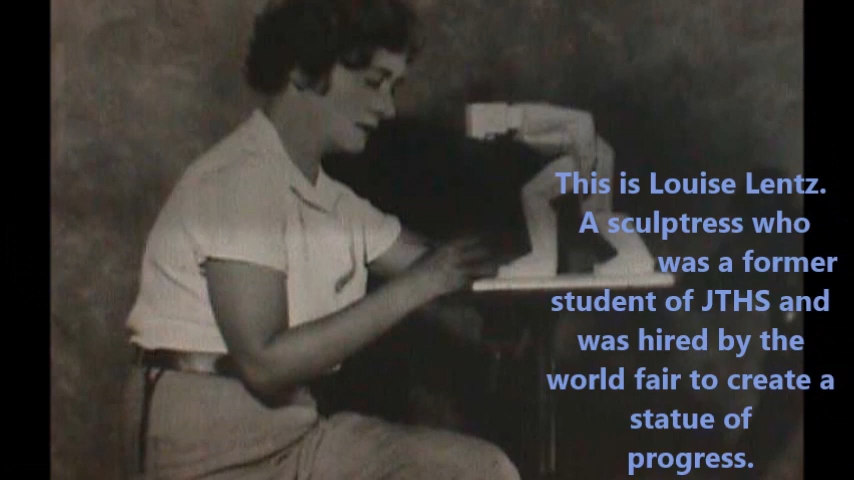 This is Louise Lentz.
A sculptress who
was a former
student of JTHS and
was hired by the
world fair to create a
statue of
progress.